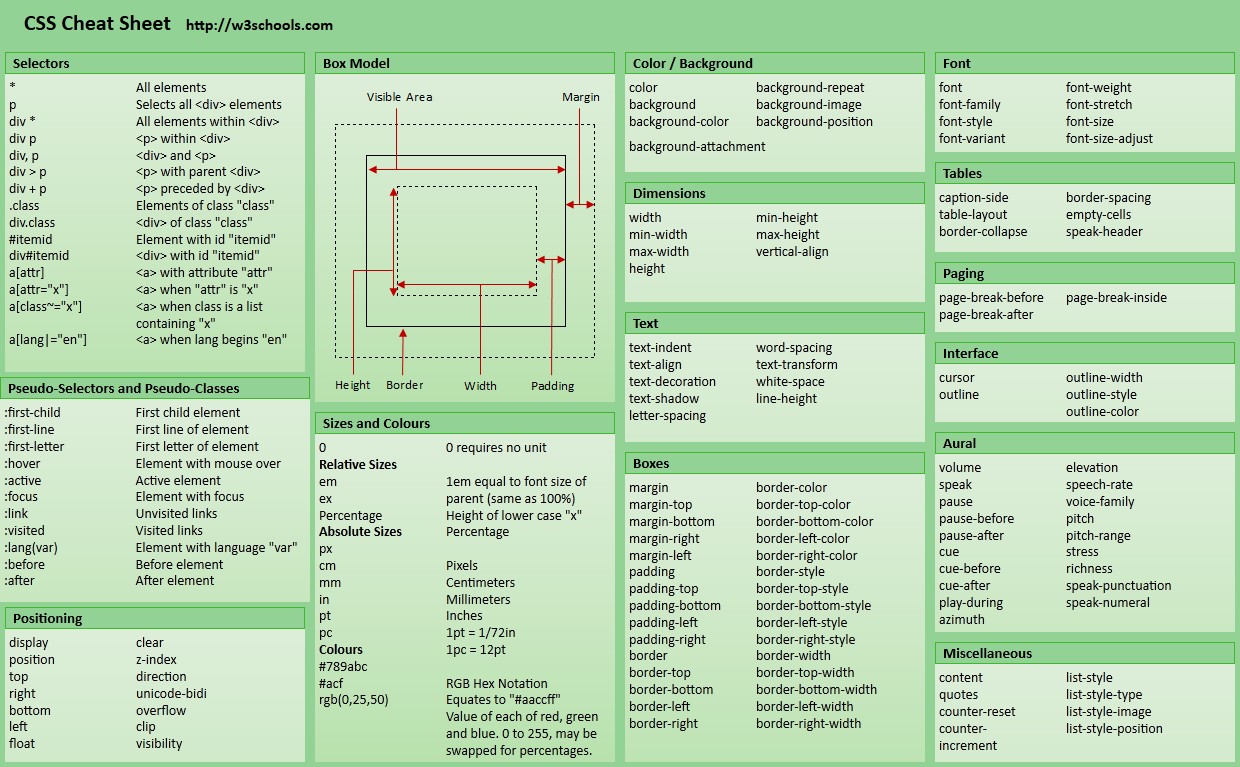 CSS Cheat Sheet http://w3schools.com
Selectors
* All elements
p Selects all <div> elements
div * All elements within <div>
div p <p> within <div>
div, p <div> and <p>
div > p <p> with parent <div>
div + p <p> preceded by <div>
.class Elements of class "class"
div.class <div> of class "class"
#itemid Element with id "itemid"
div#itemid <div> with id "itemid"
a[attr] <a> with attribute "attr"
a[attr="x"] <a> when "attr" is "x"
a[class~="x"] <a> when class is a list
containing "x"
a[lang|="en"] <a> when lang begins "en"
Pseudo-Selectors and Pseudo-Classes
:first-child First child element
:first-line First line of element
:first-letter First letter of element
:hover Element with mouse over
:active Active element
:focus Element with focus
:link Unvisited links
:visited Visited links
:lang(var) Element with language "var"
:before Before element
:after After element
Positioning
display clear
position z-index
top direction
right unicode-bidi
bottom overflow
left clip
float visibility
Box Model
Visible Area Margin
Height Border Width Padding
Sizes and Colours
0 0 requires no unit
Relative Sizes
em 1em equal to font size of
ex parent (same as 100%)
Percentage Height of lower case "x"
Absolute Sizes Percentage
px
cm Pixels
mm Centimeters
in Millimeters
pt Inches
pc 1pt = 1/72in
Colours 1pc = 12pt
#789abc
#acf RGB Hex Notation
rgb(0,25,50) Equates to "#aaccff"
Value of each of red, green
and blue. 0 to 255, may be
swapped for percentages.
Color / Background
color background-repeat
background background-image
background-color background-position
background-attachment
Dimensions
width min-height
min-width max-height
max-width vertical-align
height
Text
text-indent word-spacing
text-align text-transform
text-decoration white-space
text-shadow line-height
letter-spacing
Boxes
margin border-color
margin-top border-top-color
margin-bottom border-bottom-color
margin-right border-left-color
margin-left border-right-color
padding border-style
padding-top border-top-style
padding-bottom border-bottom-style
padding-left border-left-style
padding-right border-right-style
border border-width
border-top border-top-width
border-bottom border-bottom-width
border-left border-left-width
border-right border-right-width
Font
font font-weight
font-family font-stretch
font-style font-size
font-variant font-size-adjust
Tables
caption-side border-spacing
table-layout empty-cells
border-collapse speak-header
Paging
page-break-before page-break-inside
page-break-after
Interface
cursor outline-width
outline outline-style
outline-color
Aural
volume elevation
speak speech-rate
pause voice-family
pause-before pitch
pause-after pitch-range
cue stress
cue-before richness
cue-after speak-punctuation
play-during speak-numeral
azimuth
Miscellaneous
content list-style
quotes list-style-type
counter-reset list-style-image
counter- list-style-position
increment